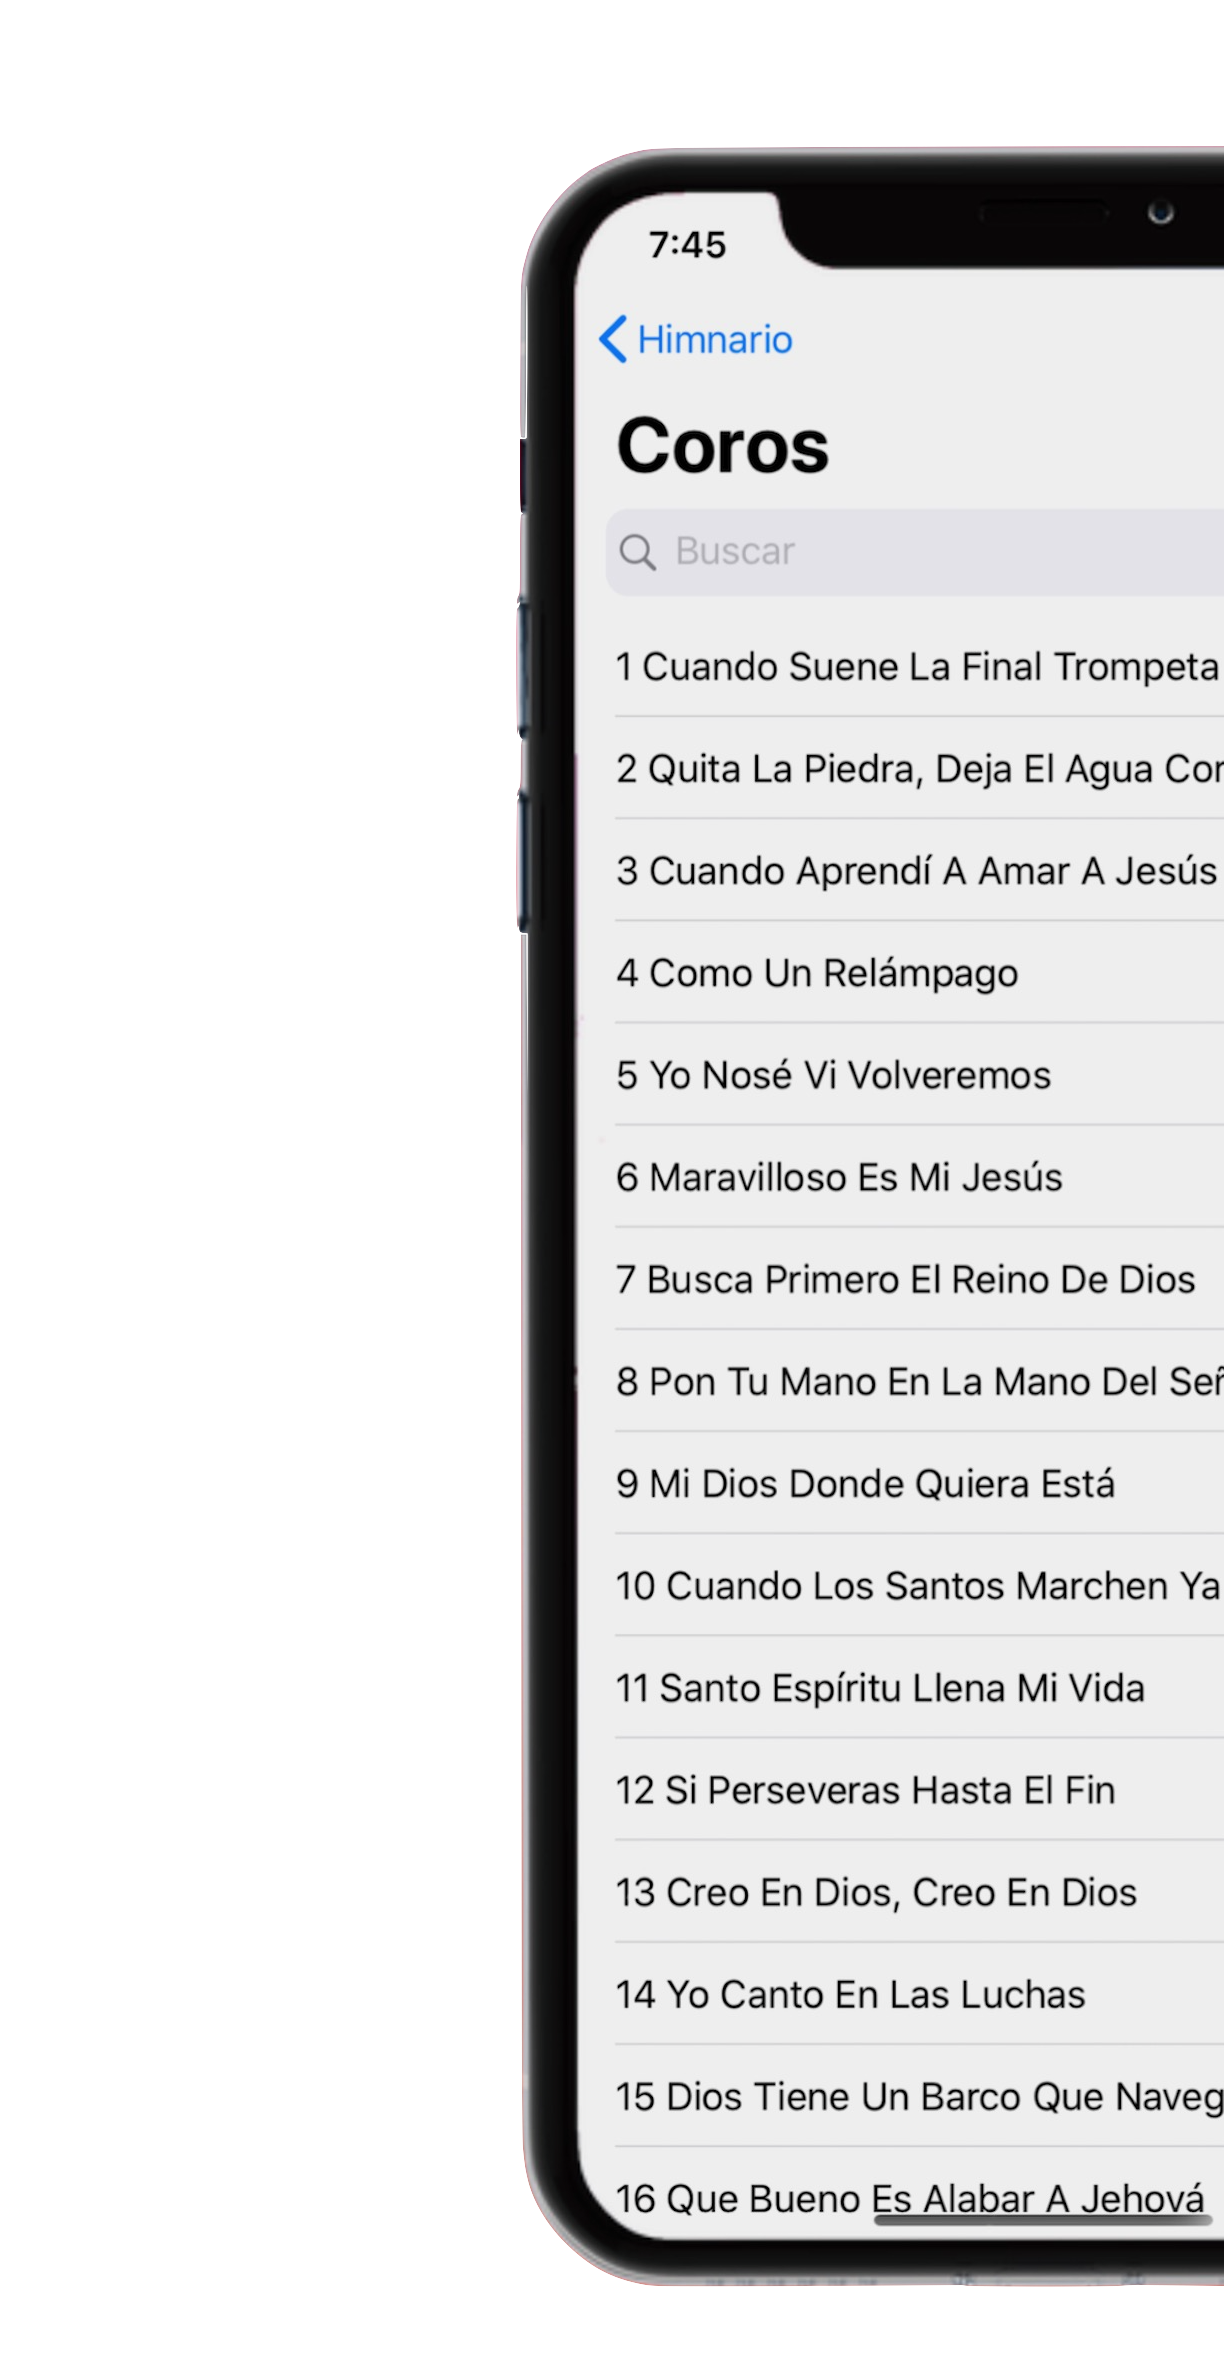 7:45
Himnario
Coros
Buscar
1 Cuando Suene La Final Trompeta
2 Quita La Piedra, Deja El Agua
3 Cuando Aprendí A Amar A Jesús
4 Como Un Relámpago
5 Yo Nosé Vi Volveremos
6 Maravilloso Es Mi Jesús
7 Busca Primero El Reino De Dios
8 Pon Tu Mano En La Mano Del
9 Mi Dios Donde Quiera Está
10 Cuando Los Santos Marchen Ya
11 Santo Espíritu Llena Mi Vida
12 Si Perseveras Hasta El Fin
13 Creo En Dios, Creo En Dios
14 Yo Canto En Las Luchas
15 Dios Tiene Un Barco Que
16 Que Bueno Es Alabar A Jehová